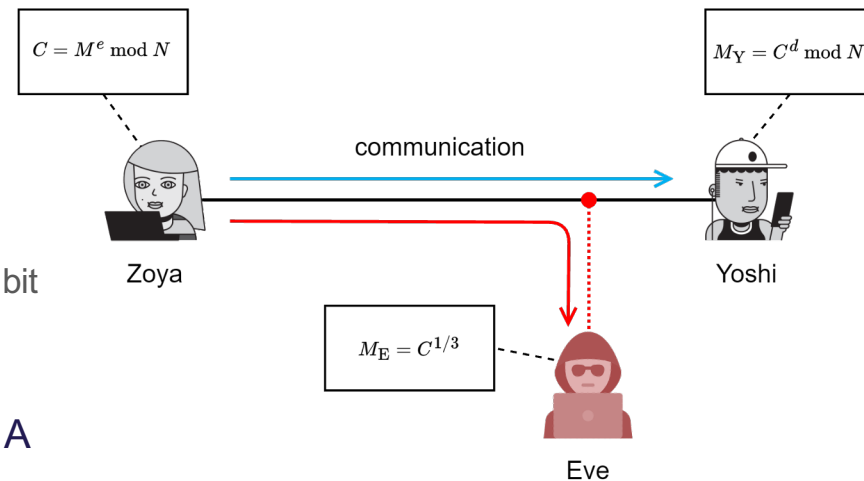 C = M^e mod N
M_Y = C^d mod N
communication
bit
Zoya
Yoshi
M_E = C^{1/3}
A
Eve